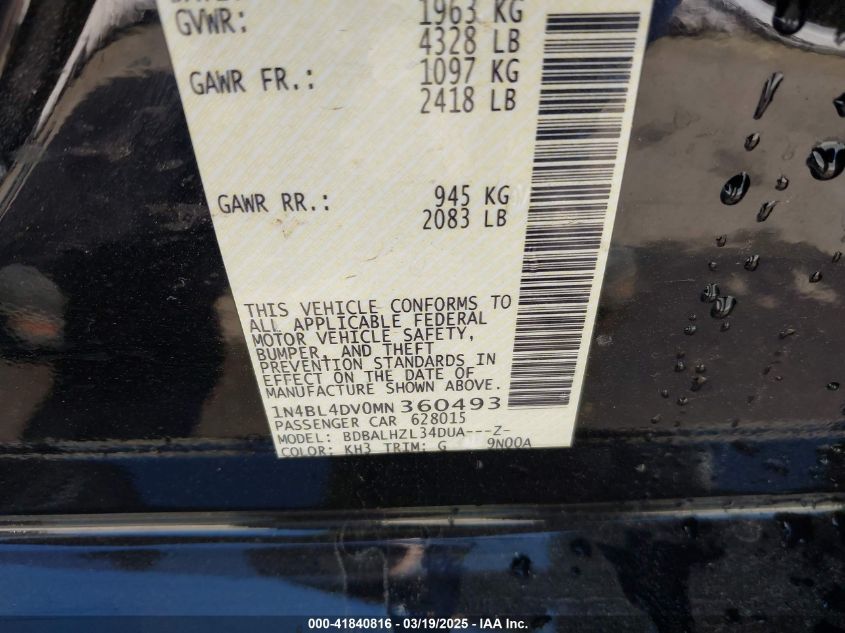 GVWR: 1963 KG
4328 LB
GAWR FR.: 1097 KG
2418 LB
GAWR RR.: 945 KG
2083 LB
THIS VEHICLE CONFORMS TO
ALL APPLICABLE FEDERAL
MOTOR VEHICLE SAFETY,
BUMPER, AND THEFT
PREVENTION STANDARDS IN
EFFECT ON THE DATE OF
MANUFACTURE SHOWN ABOVE.
1N4BL4DV0MN360493
PASSENGER CAR 628015
MODEL: BDBALHZL34DUA---Z-
COLOR: KH3 TRIM: G 9N00A
000-41840816 - 03/19/2025 - IAA Inc.